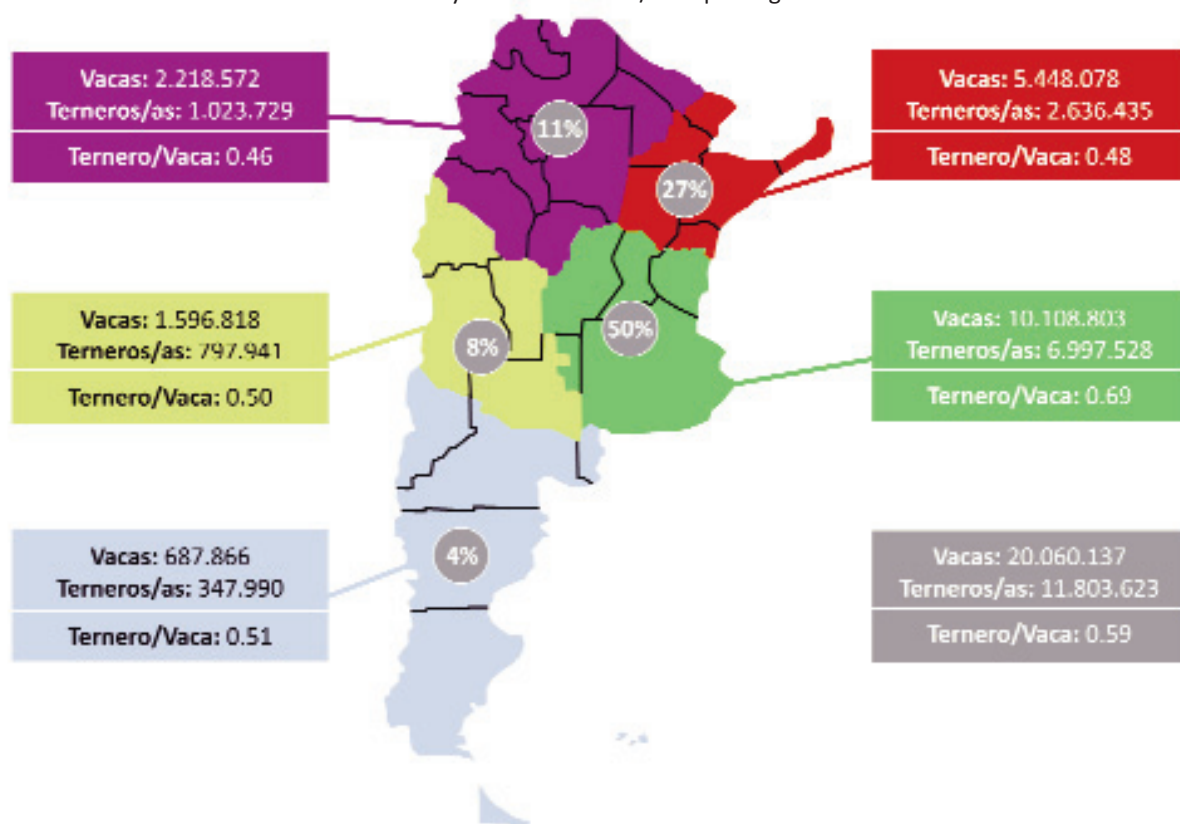 Vacas: 2.218.572
Terneros/as: 1.023.729
Ternero/Vaca: 0.46
Vacas: 5.448.078
Terneros/as: 2.636.435
Ternero/Vaca: 0.48
11%
27%
Vacas: 1.596.818
Terneros/as: 797.941
Ternero/Vaca: 0.50
8%
50%
Vacas: 10.108.803
Terneros/as: 6.997.528
Ternero/Vaca: 0.69
Vacas: 687.866
Terneros/as: 347.990
Ternero/Vaca: 0.51
4%
Vacas: 20.060.137
Terneros/as: 11.803.623
Ternero/Vaca: 0.59